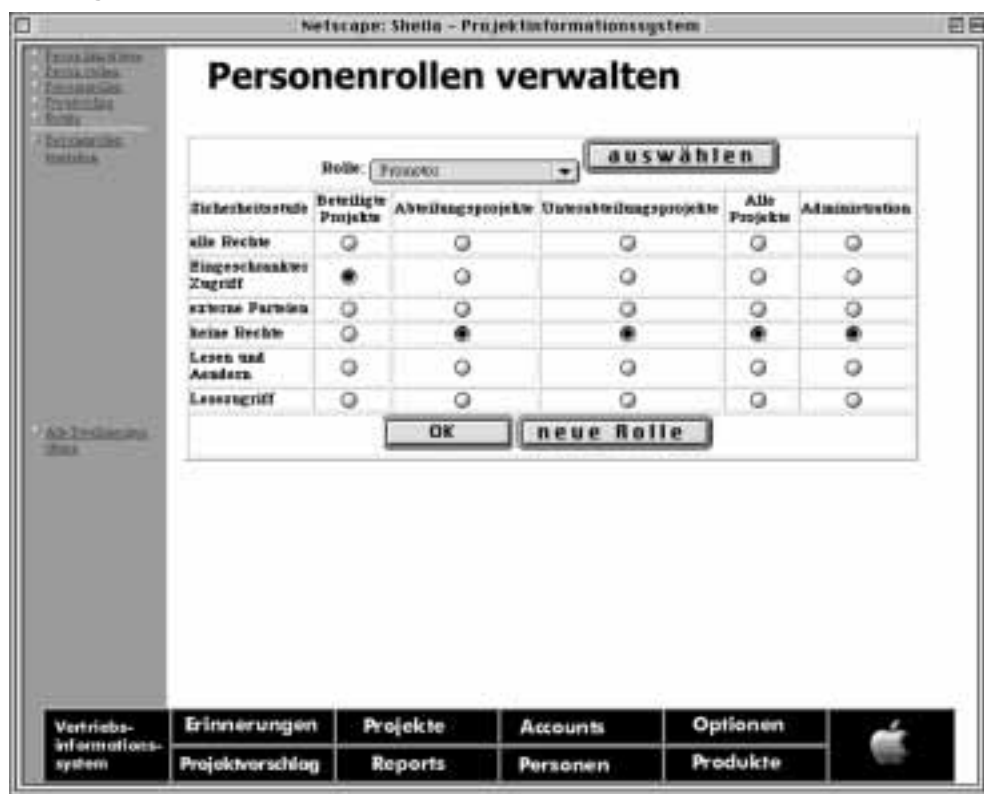 Netscape: Sheila - Projektinformationssystem
Personenrollen verwalten
Rolle: Promotor auswählen
Sicherheitsstufe Beteiligte Projekte Abteilungsprojekte Unterabteilungsprojekte Alle Projekte Administration
alle Rechte
Eingeschranktes
Zugriff
externe Parteien
keine Rechte
Lesen und
Aendern
Lesezugriff
OK neue Rolle
Vertriebs-
informations-
system
Erinnerungen Projekte Accounts Optionen
Projektvorschlag Reports Personen Produkte